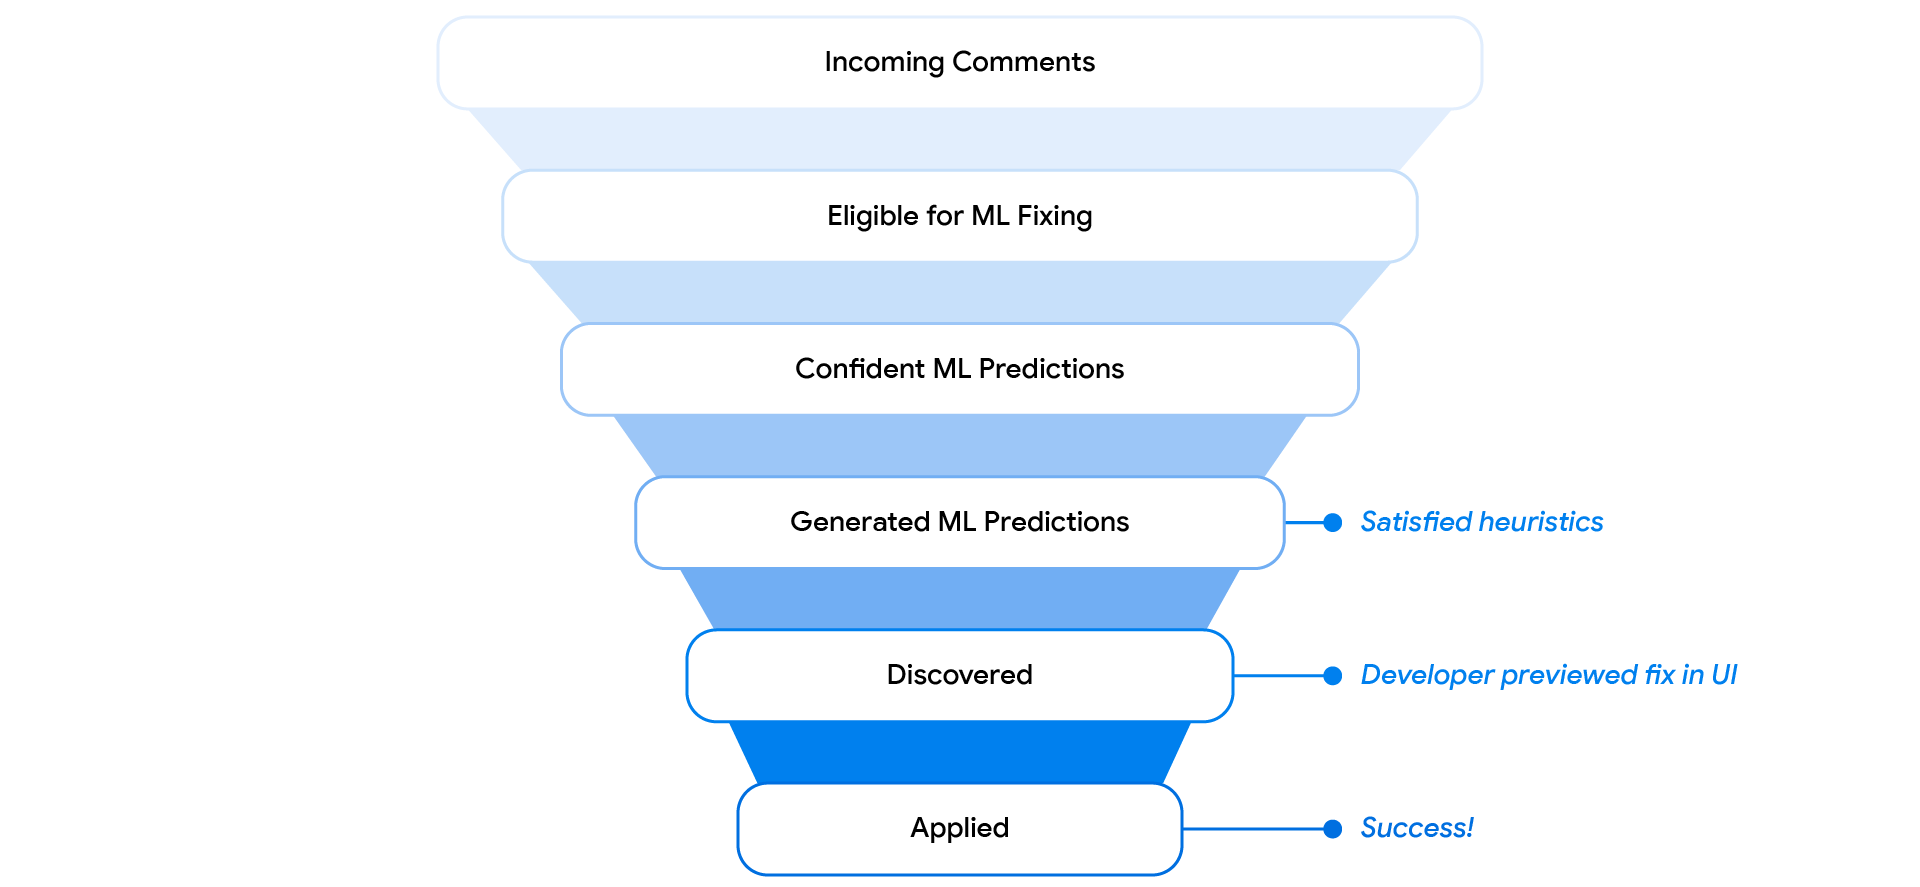 Incoming Comments
Eligible for ML Fixing
Confident ML Predictions
Generated ML Predictions
Satisfied heuristics
Discovered
Developer previewed fix in UI
Applied
Success!